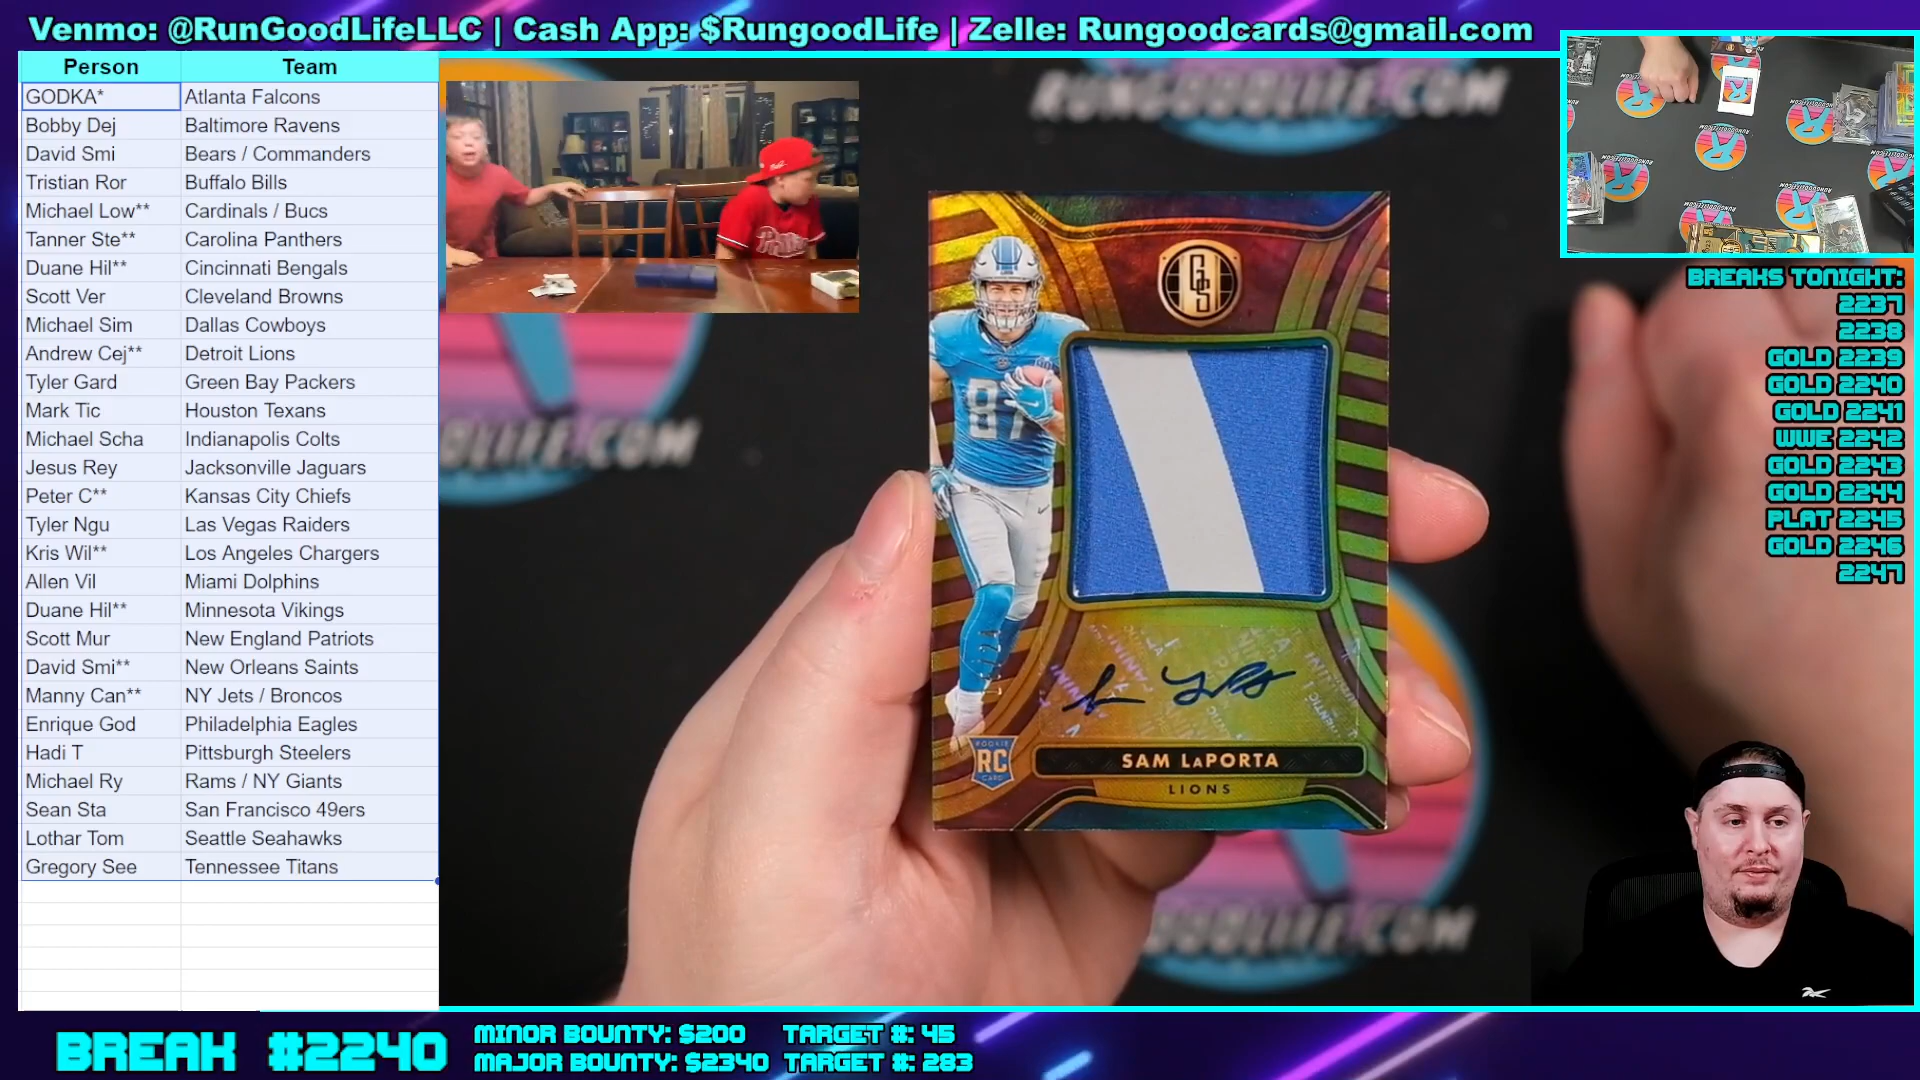 Venmo: @RunGoodLifeLLC | Cash App: $RungoodLife | Zelle: Rungoodcards@gmail.com
Person Team
GODKA* Atlanta Falcons
Bobby Dej Baltimore Ravens
David Smi Bears / Commanders
Tristian Ror Buffalo Bills
Michael Low** Cardinals / Bucs
Tanner Ste** Carolina Panthers
Duane Hil** Cincinnati Bengals
Scott Ver Cleveland Browns
Michael Sim Dallas Cowboys
Andrew Cej** Detroit Lions
Tyler Gard Green Bay Packers
Mark Tic Houston Texans
Michael Scha Indianapolis Colts
Jesus Rey Jacksonville Jaguars
Peter C** Kansas City Chiefs
Tyler Ngu Las Vegas Raiders
Kris Wil** Los Angeles Chargers
Allen Vil Miami Dolphins
Duane Hil** Minnesota Vikings
Scott Mur New England Patriots
David Smi** New Orleans Saints
Manny Can** NY Jets / Broncos
Enrique God Philadelphia Eagles
Hadi T Pittsburgh Steelers
Michael Ry Rams / NY Giants
Sean Sta San Francisco 49ers
Lothar Tom Seattle Seahawks
Gregory See Tennessee Titans
RUNGOODLIFE.COM
Phillies
GS
87
ROOKIE
RC
CARD
SAM LaPORTA
LIONS
BREAKS TONIGHT:
2237
2238
GOLD 2239
GOLD 2240
GOLD 2241
WWE 2242
GOLD 2243
GOLD 2244
PLAT 2245
GOLD 2246
2247
BREAK #2240
MINOR BOUNTY: $200 TARGET #: 45
MAJOR BOUNTY: $2340 TARGET #: 283